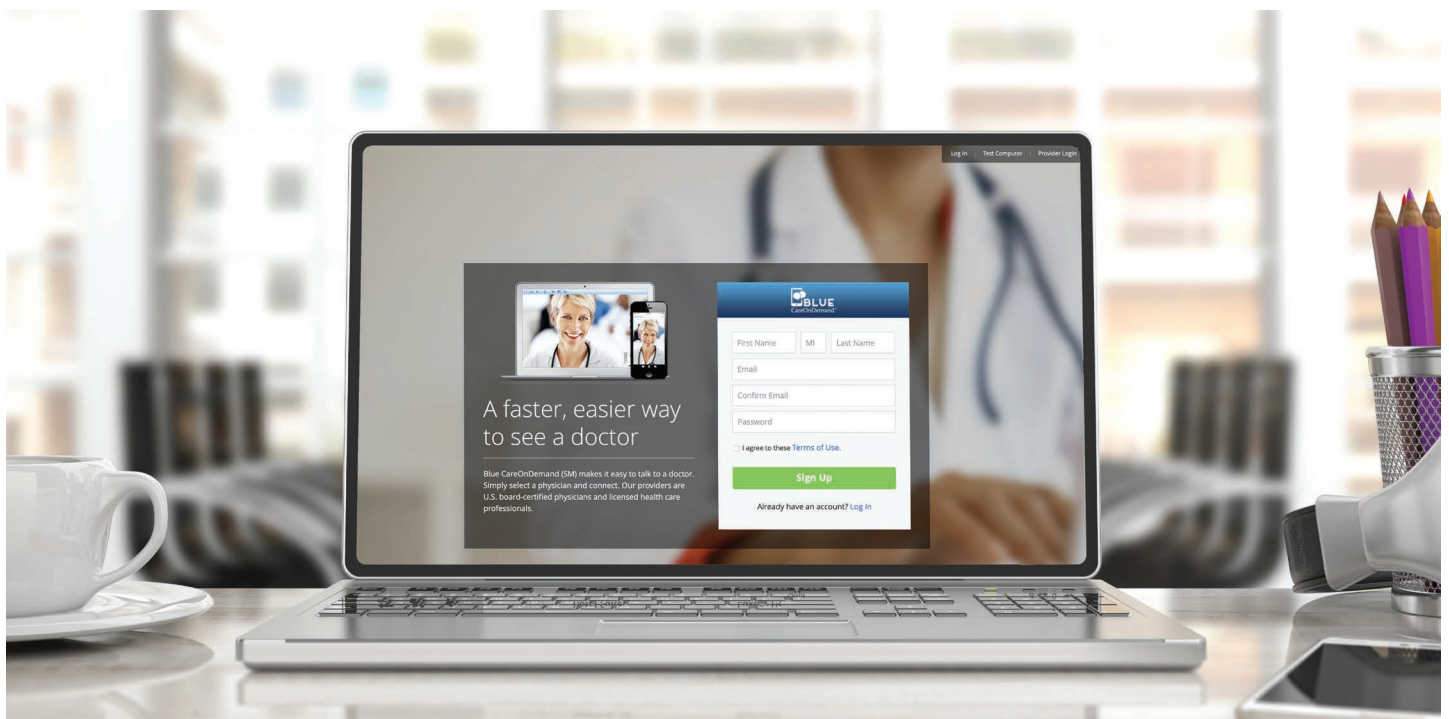 Log In | Test Computer | Provider Login
BLUE
CareOnDemand℠
First Name MI Last Name
Email
Confirm Email
Password
I agree to these Terms of Use.
Sign Up
Already have an account? Log In
A faster, easier way
to see a doctor
Blue CareOnDemand (SM) makes it easy to talk to a doctor.
Simply select a physician and connect. Our providers are
U.S. board-certified physicians and licensed health care
professionals.